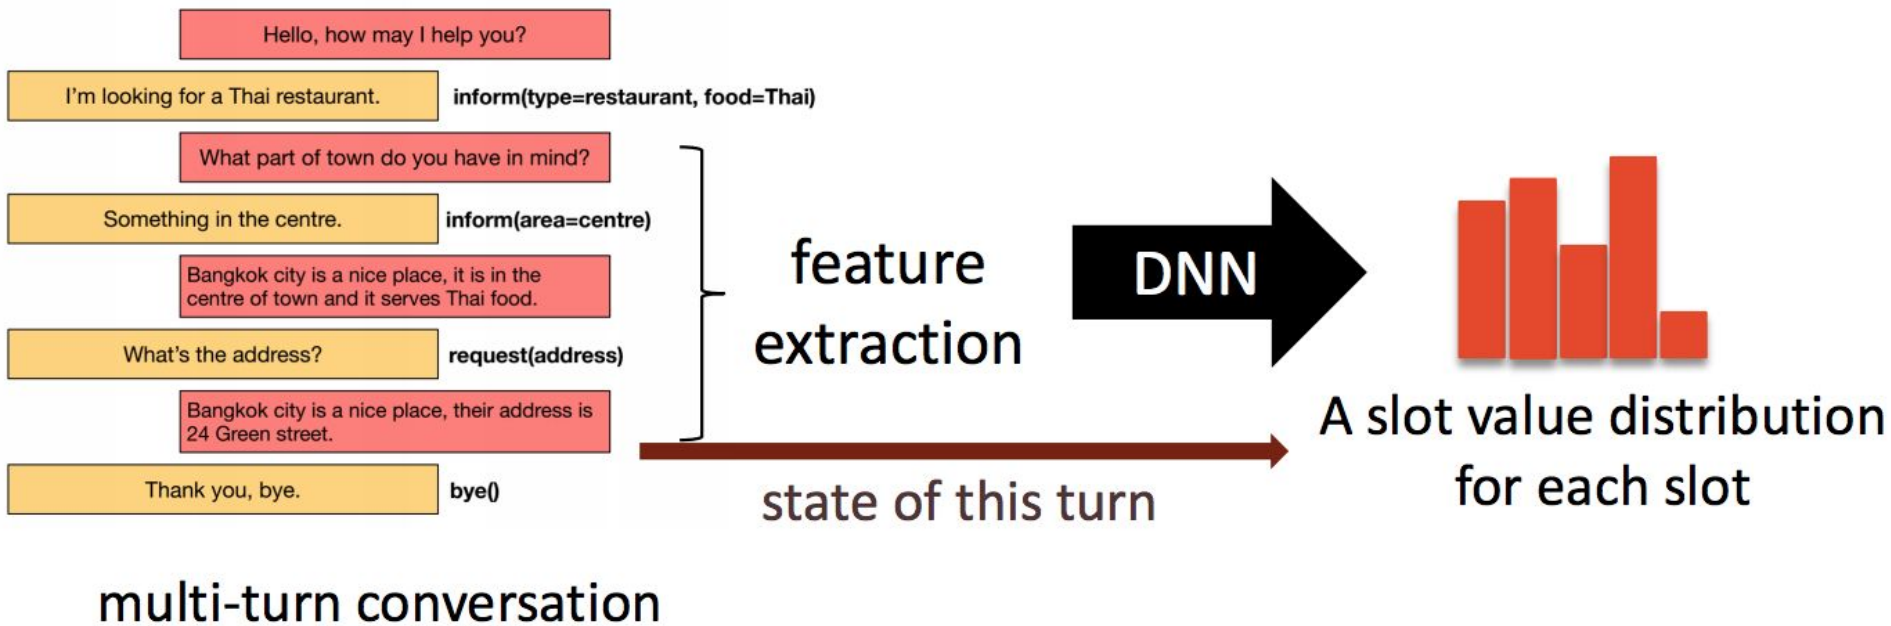 Hello, how may I help you?
I'm looking for a Thai restaurant.
inform(type=restaurant, food=Thai)
What part of town do you have in mind?
Something in the centre.
inform(area=centre)
Bangkok city is a nice place, it is in the
centre of town and it serves Thai food.
What's the address?
request(address)
Bangkok city is a nice place, their address is
24 Green street.
Thank you, bye.
bye()
multi-turn conversation
feature
extraction
state of this turn
DNN
A slot value distribution
for each slot